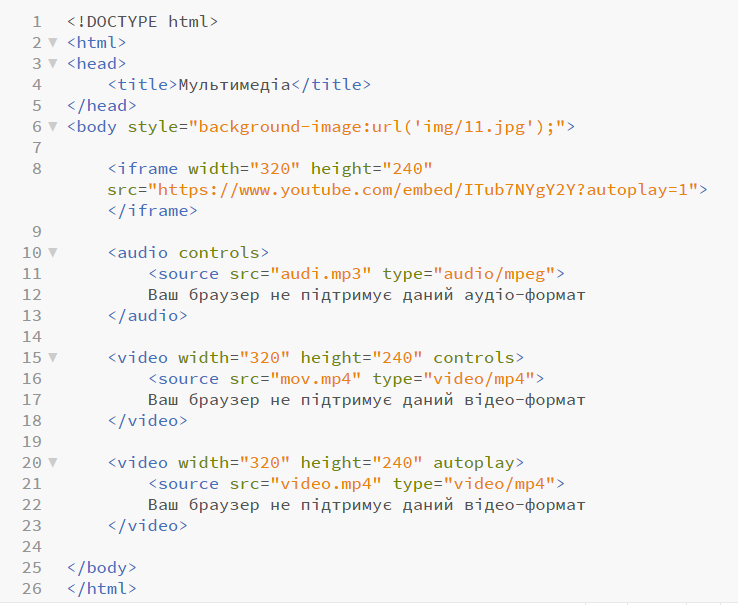 1 <!DOCTYPE html>
2 <html>
3 <head>
4     <title>Мультимедіа</title>
5 </head>
6 <body style="background-image:url('img/11.jpg');">
7
8     <iframe width="320" height="240"
    src="https://www.youtube.com/embed/ITub7NYgY2Y?autoplay=1">
    </iframe>
9
10     <audio controls>
11         <source src="audi.mp3" type="audio/mpeg">
12         Ваш браузер не підтримує даний аудіо-формат
13     </audio>
14
15     <video width="320" height="240" controls>
16         <source src="mov.mp4" type="video/mp4">
17         Ваш браузер не підтримує даний відео-формат
18     </video>
19
20     <video width="320" height="240" autoplay>
21         <source src="video.mp4" type="video/mp4">
22         Ваш браузер не підтримує даний відео-формат
23     </video>
24
25 </body>
26 </html>